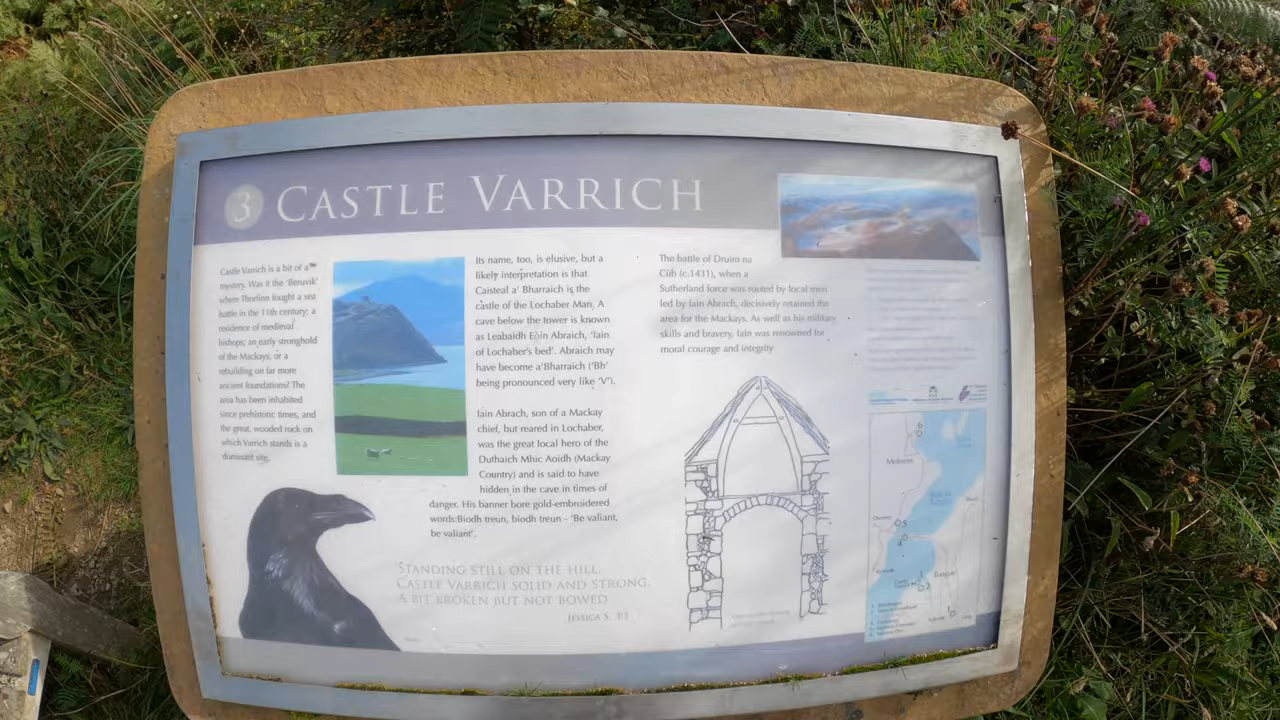 3 CASTLE VARRICH
Castle Varrich is a bit of a
mystery. Was it the 'Beruvik'
where Thorfinn fought a sea
battle in the 11th century; a
residence of medieval
bishops; an early stronghold
of the Mackays; or a
rebuilding on far more
ancient foundations? The
area has been inhabited
since prehistoric times, and
the great, wooded rock on
which Varrich stands is a
dominant site.
Its name, too, is elusive, but a
likely interpretation is that
Caisteal a' Bharraich is the
castle of the Lochaber Man. A
cave below the tower is known
as Leabaidh Eoin Abraich, 'Iain
of Lochaber's bed'. Abraich may
have become a'Bharraich ('Bh'
being pronounced very like 'V').
Iain Abrach, son of a Mackay
chief, but reared in Lochaber,
was the great local hero of the
Duthaich Mhic Aoidh (Mackay
Country) and is said to have
hidden in the cave in times of
danger. His banner bore gold-embroidered
words:Biodh treun, biodh treun - 'Be valiant,
be valiant'.
STANDING STILL ON THE HILL.
CASTLE VARRICH SOLID AND STRONG.
A BIT BROKEN BUT NOT BOWED
JESSICA S.
The battle of Druim na
Cùb (c.1431), when a
Sutherland force was routed by local men
led by Iain Abrach, decisively retained the
area for the Mackays. As well as his military
skills and bravery, Iain was renowned for
moral courage and integrity
6
Melness
5
4
Tongue
2
1